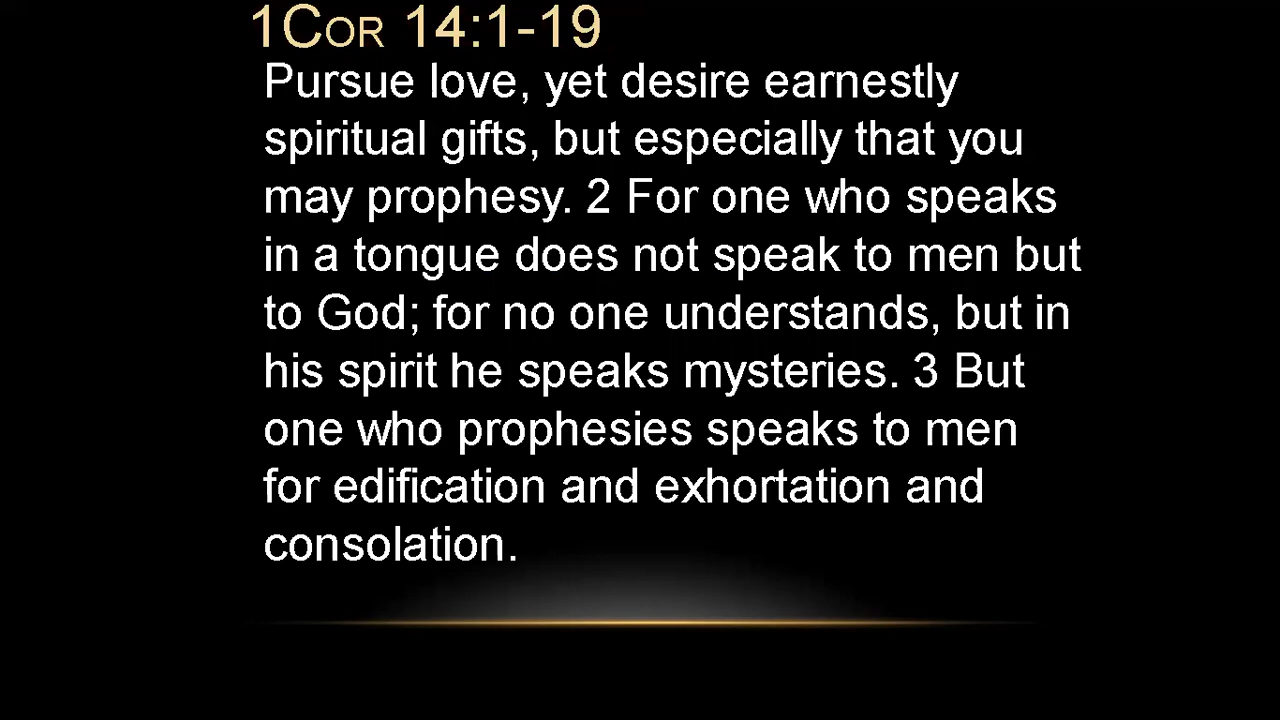 1Cor 14:1-19
Pursue love, yet desire earnestly
spiritual gifts, but especially that you
may prophesy. 2 For one who speaks
in a tongue does not speak to men but
to God; for no one understands, but in
his spirit he speaks mysteries. 3 But
one who prophesies speaks to men
for edification and exhortation and
consolation.